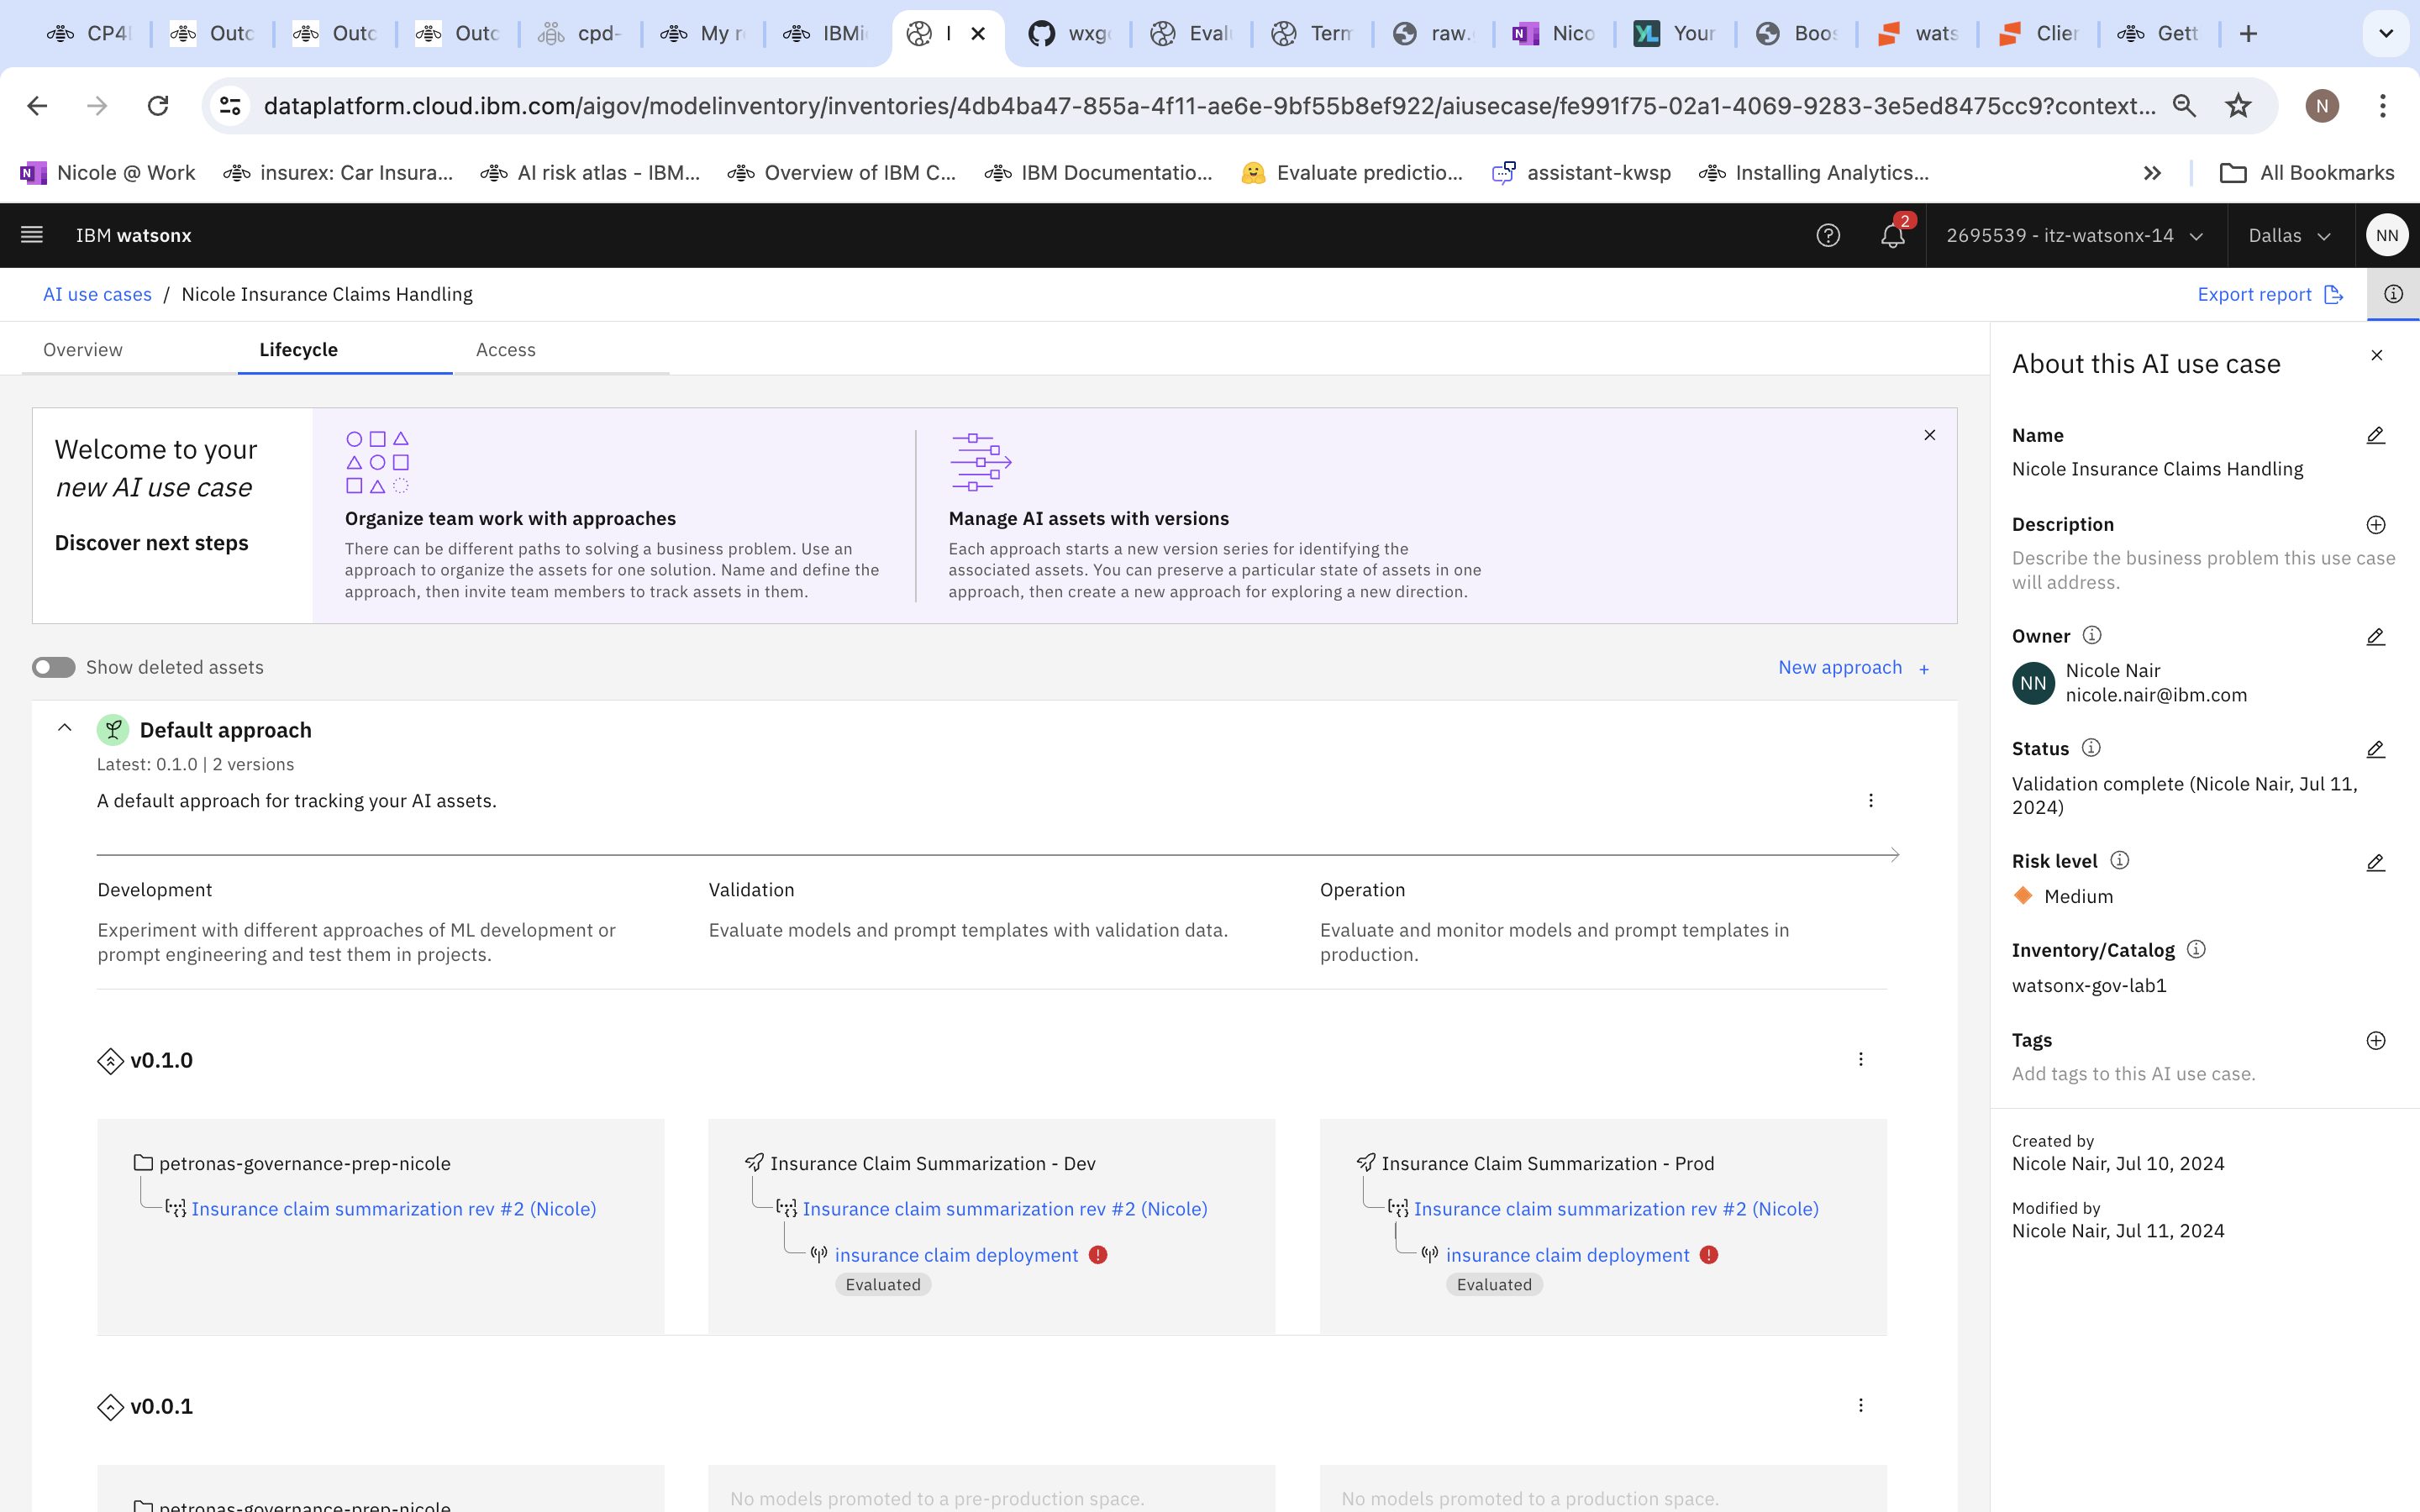 CP4I
Outc
Outc
Outc
cpd-
My r
IBMi
I
wxg
Eval
Term
raw.
Nico
Your
Boos
wats
Clier
Gett
dataplatform.cloud.ibm.com/aigov/modelinventory/inventories/4db4ba47-855a-4f11-ae6e-9bf55b8ef922/aiusecase/fe991f75-02a1-4069-9283-3e5ed8475cc9?context...
N
Nicole @ Work
insurex: Car Insura...
AI risk atlas - IBM...
Overview of IBM C...
IBM Documentatio...
Evaluate predictio...
assistant-kwsp
Installing Analytics...
All Bookmarks
IBM watsonx
2
2695539 - itz-watsonx-14
Dallas
NN
AI use cases / Nicole Insurance Claims Handling
Export report
Overview
Lifecycle
Access
Welcome to your
new AI use case
Discover next steps
Organize team work with approaches
There can be different paths to solving a business problem. Use an
approach to organize the assets for one solution. Name and define the
approach, then invite team members to track assets in them.
Manage AI assets with versions
Each approach starts a new version series for identifying the
associated assets. You can preserve a particular state of assets in one
approach, then create a new approach for exploring a new direction.
Show deleted assets
New approach +
Default approach
Latest: 0.1.0 | 2 versions
A default approach for tracking your AI assets.
Development
Experiment with different approaches of ML development or
prompt engineering and test them in projects.
Validation
Evaluate models and prompt templates with validation data.
Operation
Evaluate and monitor models and prompt templates in
production.
v0.1.0
petronas-governance-prep-nicole
Insurance claim summarization rev #2 (Nicole)
Insurance Claim Summarization - Dev
Insurance claim summarization rev #2 (Nicole)
insurance claim deployment
Evaluated
Insurance Claim Summarization - Prod
Insurance claim summarization rev #2 (Nicole)
insurance claim deployment
Evaluated
v0.0.1
petronas-governance-prep-nicole
No models promoted to a pre-production space.
No models promoted to a production space.
About this AI use case
Name
Nicole Insurance Claims Handling
Description
Describe the business problem this use case
will address.
Owner
NN
Nicole Nair
nicole.nair@ibm.com
Status
Validation complete (Nicole Nair, Jul 11,
2024)
Risk level
Medium
Inventory/Catalog
watsonx-gov-lab1
Tags
Add tags to this AI use case.
Created by
Nicole Nair, Jul 10, 2024
Modified by
Nicole Nair, Jul 11, 2024